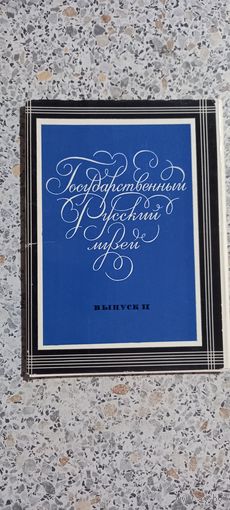 Государственный
Русский
музей
ВЫПУСК II